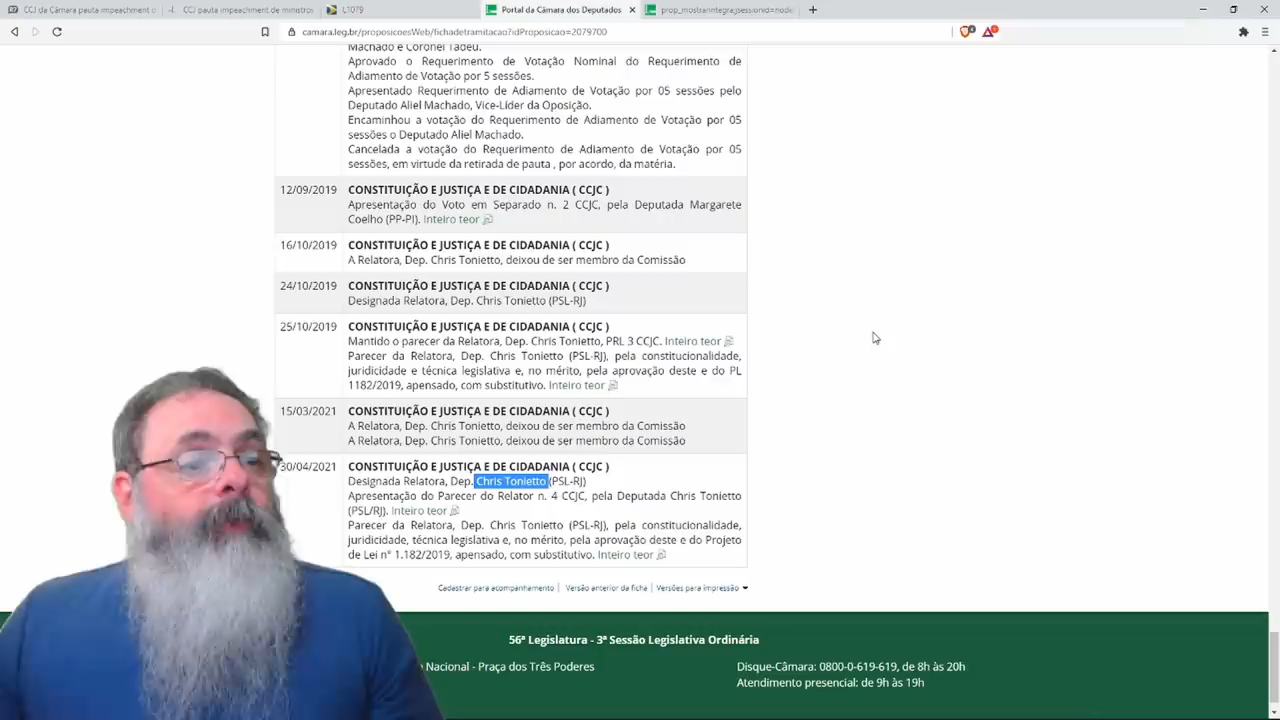 CCJ da Câmara pauta impeachment d
CCJ pauta impeachment de ministros
L1079
Portal da Câmara dos Deputados
prop_mostrarintegra;jsessionid=node
camara.leg.br/proposicoesWeb/fichadetramitacao?idProposicao=2079700
Machado e Coronel Tadeu.
Aprovado o Requerimento de Votação Nominal do Requerimento de
Adiamento de Votação por 5 sessões.
Apresentado Requerimento de Adiamento de Votação por 05 sessões pelo
Deputado Aliel Machado, Vice-Líder da Oposição.
Encaminhou a votação do Requerimento de Adiamento de Votação por 05
sessões o Deputado Aliel Machado.
Cancelada a votação do Requerimento de Adiamento de Votação por 05
sessões, em virtude da retirada de pauta , por acordo, da matéria.
12/09/2019 CONSTITUIÇÃO E JUSTIÇA E DE CIDADANIA ( CCJC )
Apresentação do Voto em Separado n. 2 CCJC, pela Deputada Margarete
Coelho (PP-PI). Inteiro teor
16/10/2019 CONSTITUIÇÃO E JUSTIÇA E DE CIDADANIA ( CCJC )
A Relatora, Dep. Chris Tonietto, deixou de ser membro da Comissão
24/10/2019 CONSTITUIÇÃO E JUSTIÇA E DE CIDADANIA ( CCJC )
Designada Relatora, Dep. Chris Tonietto (PSL-RJ)
25/10/2019 CONSTITUIÇÃO E JUSTIÇA E DE CIDADANIA ( CCJC )
Mantido o parecer da Relatora, Dep. Chris Tonietto, PRL 3 CCJC. Inteiro teor
Parecer da Relatora, Dep. Chris Tonietto (PSL-RJ), pela constitucionalidade,
juridicidade e técnica legislativa e, no mérito, pela aprovação deste e do PL
1182/2019, apensado, com substitutivo. Inteiro teor
15/03/2021 CONSTITUIÇÃO E JUSTIÇA E DE CIDADANIA ( CCJC )
A Relatora, Dep. Chris Tonietto, deixou de ser membro da Comissão
A Relatora, Dep. Chris Tonietto, deixou de ser membro da Comissão
30/04/2021 CONSTITUIÇÃO E JUSTIÇA E DE CIDADANIA ( CCJC )
Designada Relatora, Dep. Chris Tonietto (PSL-RJ)
Apresentação do Parecer do Relator n. 4 CCJC, pela Deputada Chris Tonietto
(PSL/RJ). Inteiro teor
Parecer da Relatora, Dep. Chris Tonietto (PSL-RJ), pela constitucionalidade,
juridicidade, técnica legislativa e, no mérito, pela aprovação deste e do Projeto
de Lei n° 1.182/2019, apensado, com substitutivo. Inteiro teor
Cadastrar para acompanhamento | Versão anterior da ficha | Versões para impressão
56ª Legislatura - 3ª Sessão Legislativa Ordinária
Nacional - Praça dos Três Poderes
Disque-Câmara: 0800-0-619-619, de 8h às 20h
Atendimento presencial: de 9h às 19h